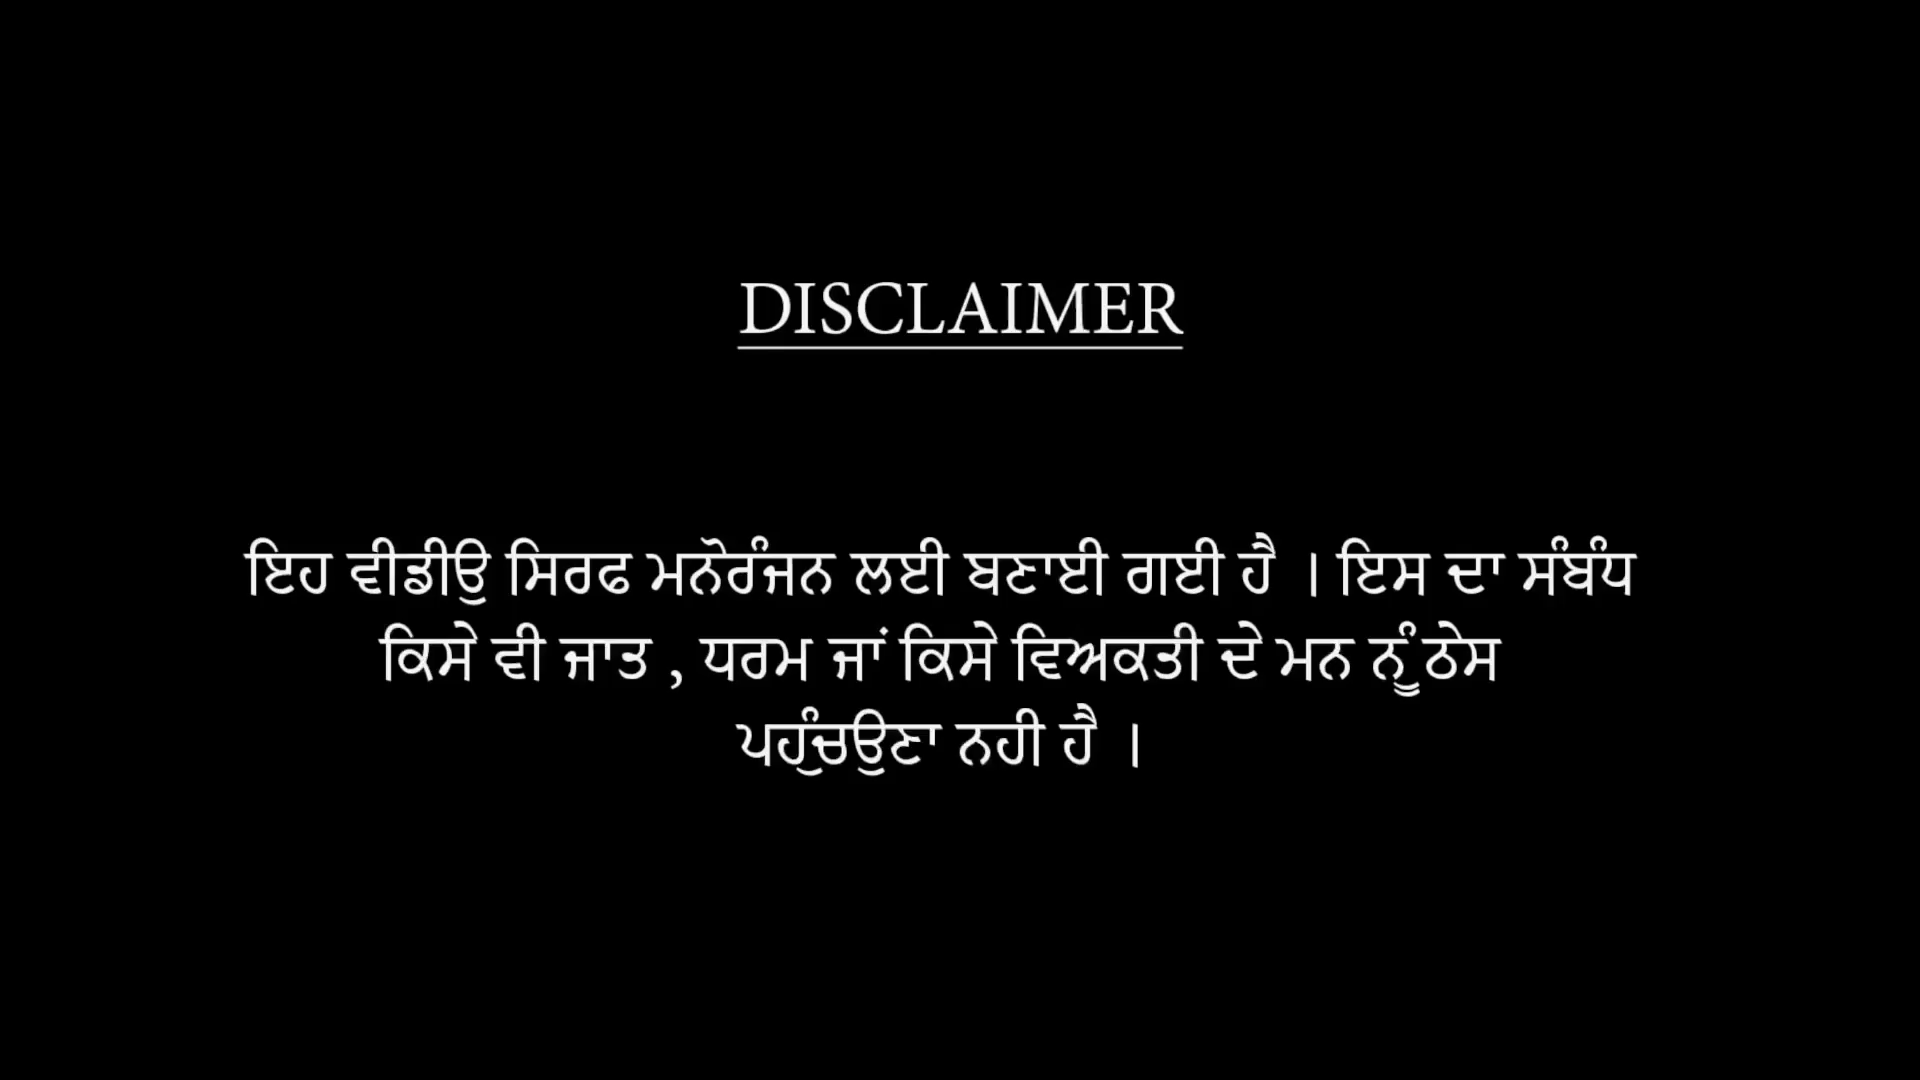 DISCLAIMER
ਇਹ ਵੀਡੀਉ ਸਿਰਫ ਮਨੋਰੰਜਨ ਲਈ ਬਣਾਈ ਗਈ ਹੈ । ਇਸ ਦਾ ਸੰਬੰਧ
ਕਿਸੇ ਵੀ ਜਾਤ , ਧਰਮ ਜਾਂ ਕਿਸੇ ਵਿਅਕਤੀ ਦੇ ਮਨ ਨੂੰ ਠੇਸ
ਪਹੁੰਚਉਣਾ ਨਹੀ ਹੈ ।